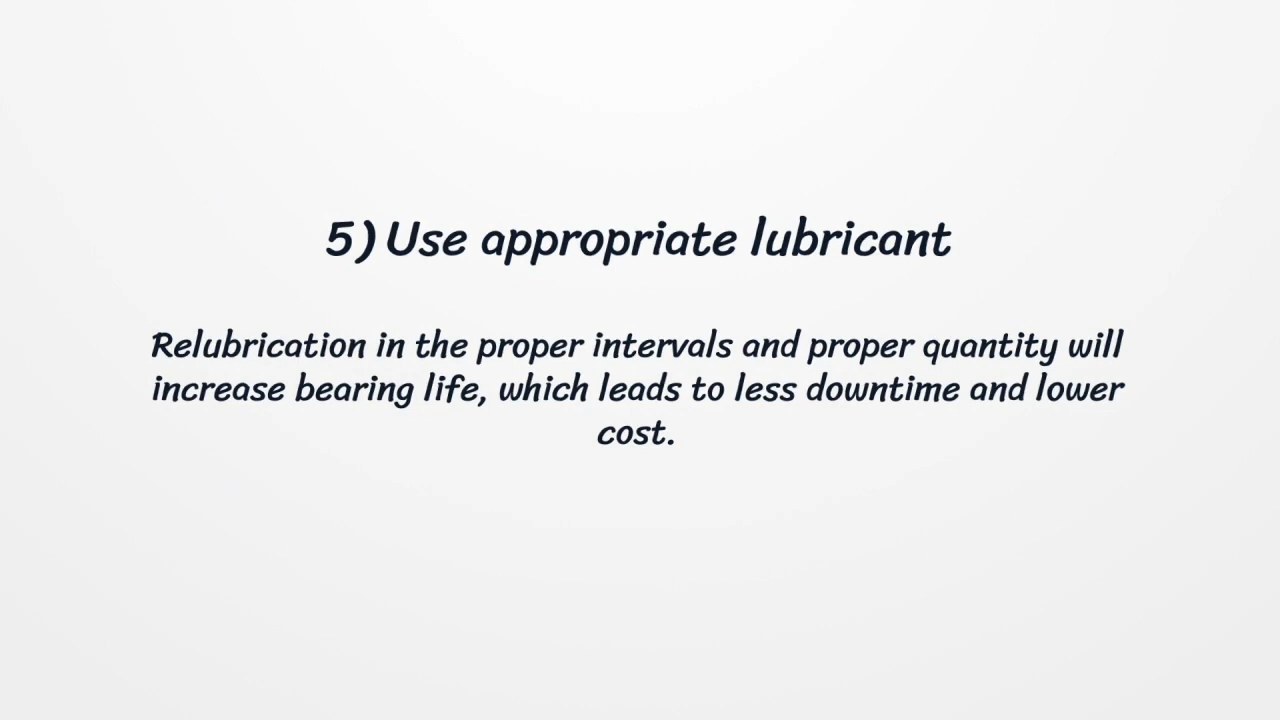 5) Use appropriate lubricant
Relubrication in the proper intervals and proper quantity will
increase bearing life, which leads to less downtime and lower
cost.